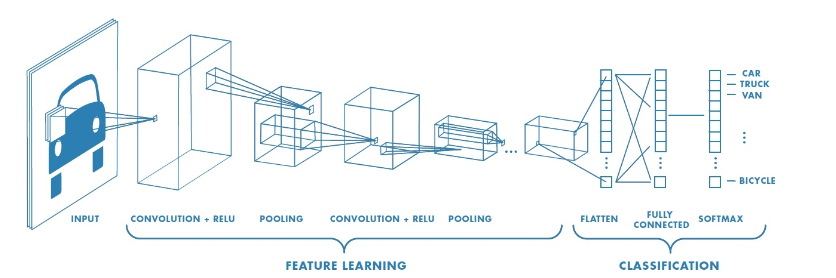 CAR
TRUCK
VAN
BICYCLE
INPUT
CONVOLUTION + RELU
POOLING
CONVOLUTION + RELU
POOLING
FLATTEN
FULLY
CONNECTED
SOFTMAX
FEATURE LEARNING
CLASSIFICATION